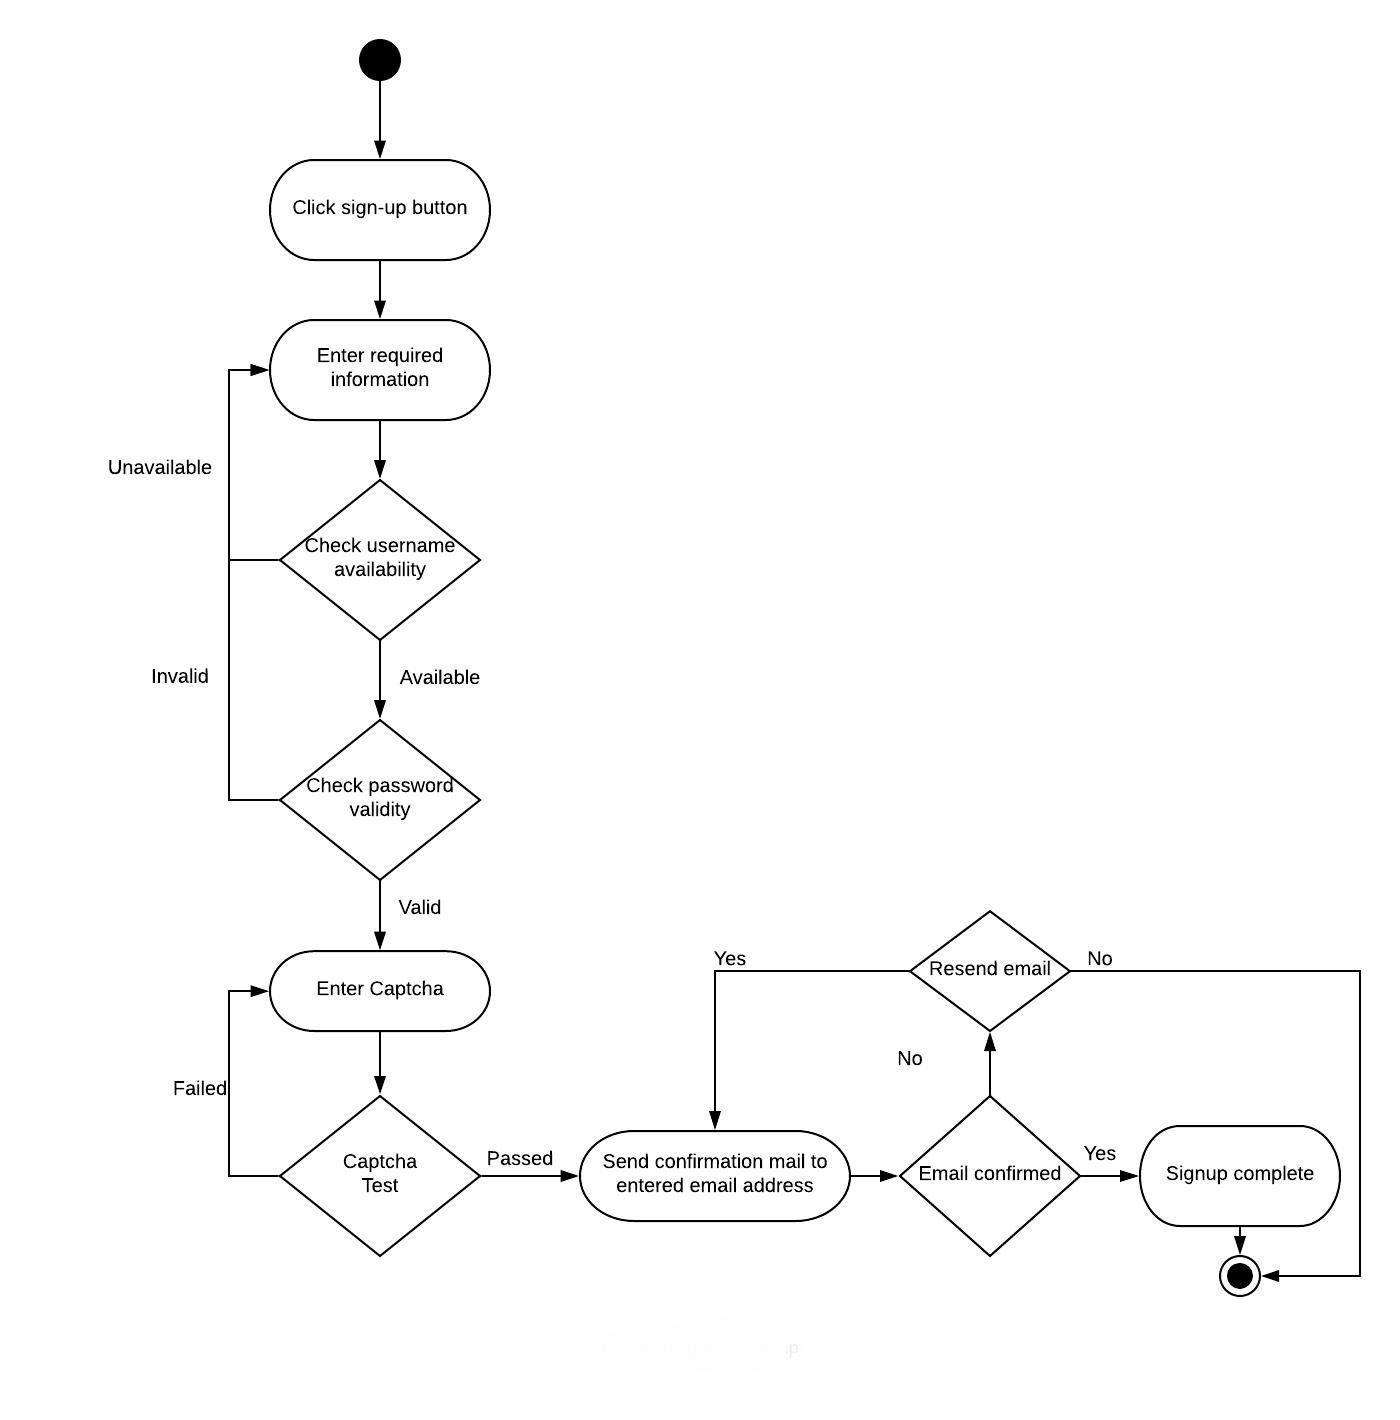 Click sign-up button
Enter required
information
Unavailable
Check username
availability
Invalid
Available
Check password
validity
Valid
Enter Captcha
Failed
Captcha
Test
Passed
Send confirmation mail to
entered email address
Yes
Resend email
No
No
Email confirmed
Yes
Signup complete